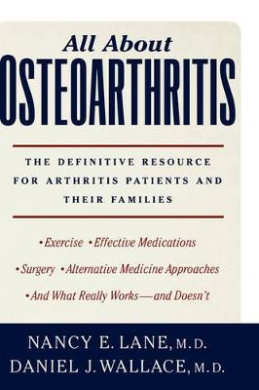 All About
OSTEOARTHRITIS
THE DEFINITIVE RESOURCE
FOR ARTHRITIS PATIENTS AND
THEIR FAMILIES
•Exercise •Effective Medications
•Surgery •Alternative Medicine Approaches
•And What Really Works—and Doesn't
NANCY E. LANE, M.D.
DANIEL J. WALLACE, M.D.